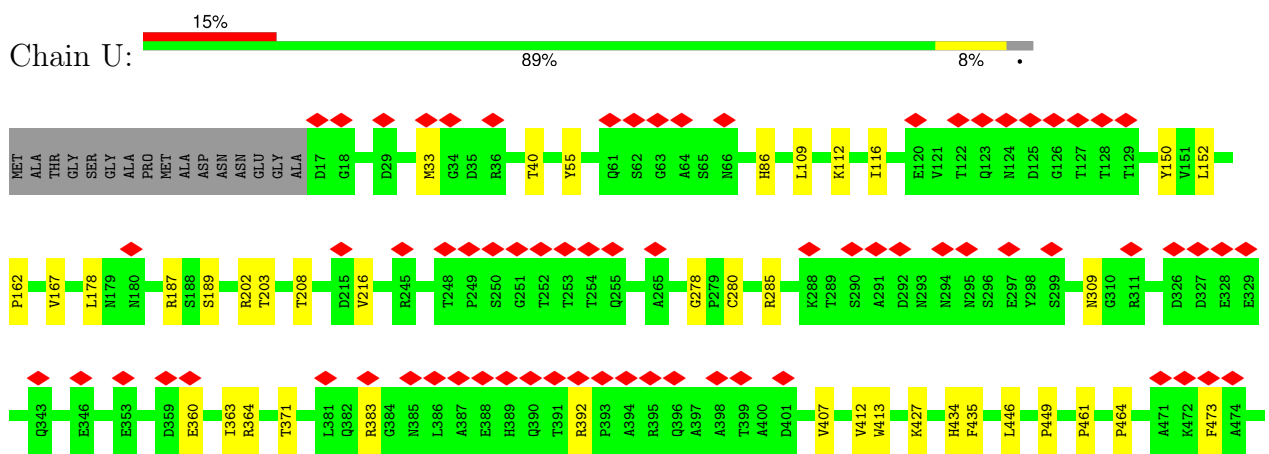 15%
Chain U:
89% 8% •
MET ALA THR GLY SER GLY ALA PRO MET ALA ASP ASN ASN GLU GLY ALA D17 G18 D29 M33 G34 D35 R36 T40 Y55 Q61 S62 G63 A64 S65 N66 H86 L109 K112 I116 E120 V121 T122 Q123 N124 D125 G126 T127 T128 T129 Y150 V151 L152
P162 V167 L178 N179 N180 R187 S188 S189 R202 T203 T208 D215 V216 R245 T248 P249 S250 G251 T252 T253 T254 Q255 A265 G278 P279 C280 R285 K288 T289 S290 A291 D292 N293 N294 N295 S296 E297 Y298 S299 N309 G310 R311 D326 D327 E328 E329
Q343 E346 E353 D359 E360 I363 R364 T371 L381 Q382 R383 G384 N385 L386 A387 E388 H389 Q390 T391 R392 P393 A394 R395 Q396 A397 A398 T399 A400 D401 V407 V412 W413 K427 H434 F435 L446 P449 P461 P464 A471 K472 F473 A474